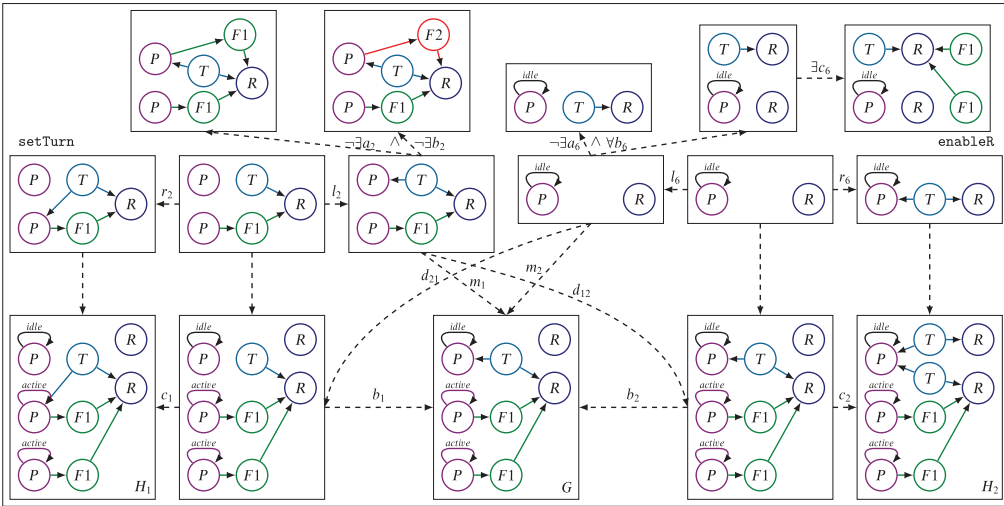 F1 F2
P T R P T R idle T R T R F1
P F1 P F1 P T R idle P R ∃c₆ idle P R F1
setTurn ¬∃a₂ ∧ ¬∃b₂ ¬∃a₆ ∧ ∀b₆ enableR
P T P T P T idle idle idle
R r₂ R l₂ R P R l₆ P R r₆ P T R
P F1 P F1 P F1
d₂₁ m₁ m₂ d₁₂
idle R idle R idle R idle R idle T R
P T P T P T P T P
active R active R active R active R active T R
P F1 c₁ P F1 b₁ P F1 b₂ P F1 c₂ P F1
active active active active active
P F1 P F1 P F1 P F1 P F1
H₁ G H₂